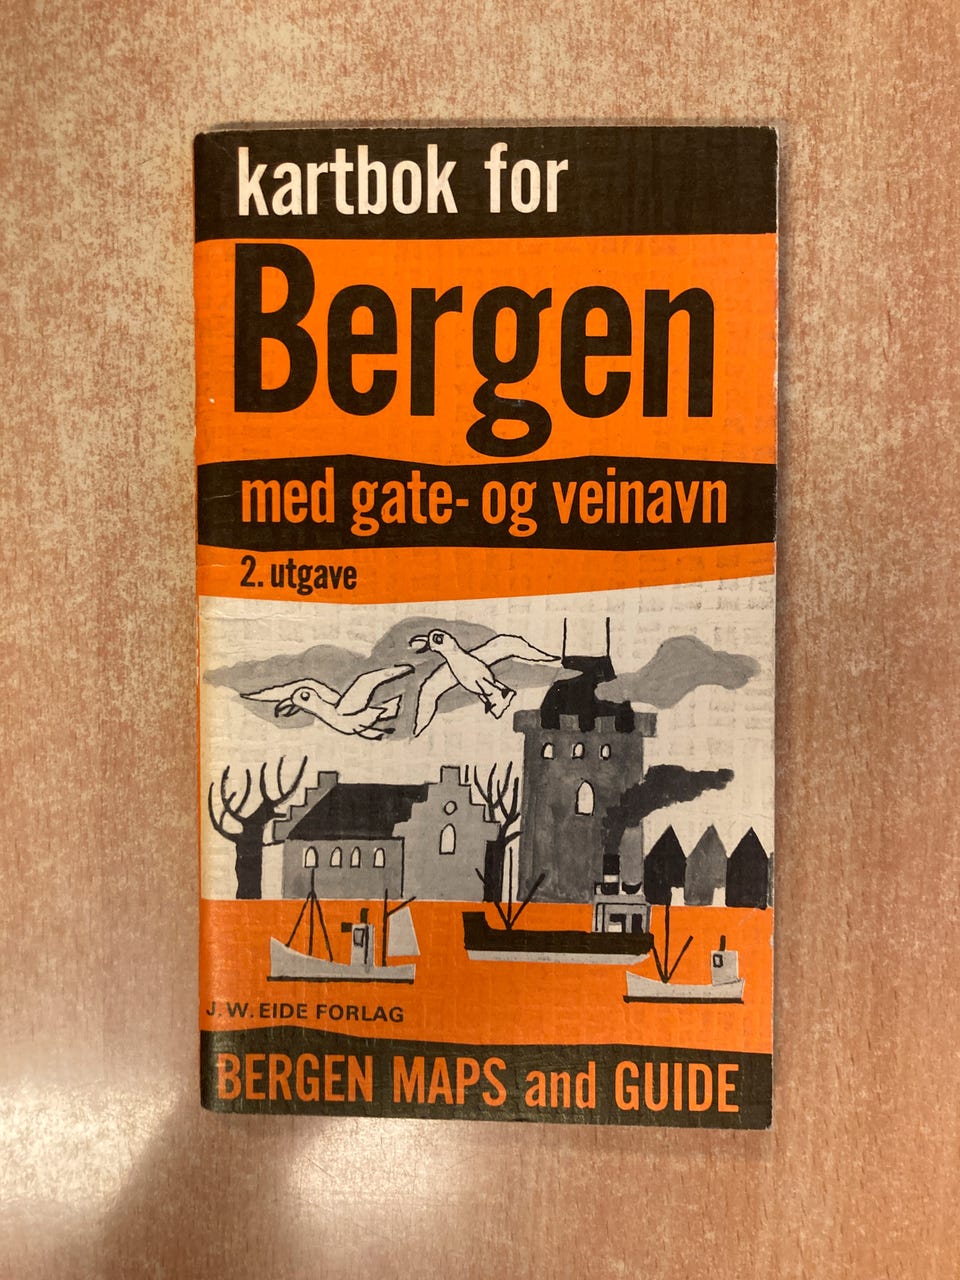 kartbok for
Bergen
med gate- og veinavn
2. utgave
J. W. EIDE FORLAG
BERGEN MAPS and GUIDE